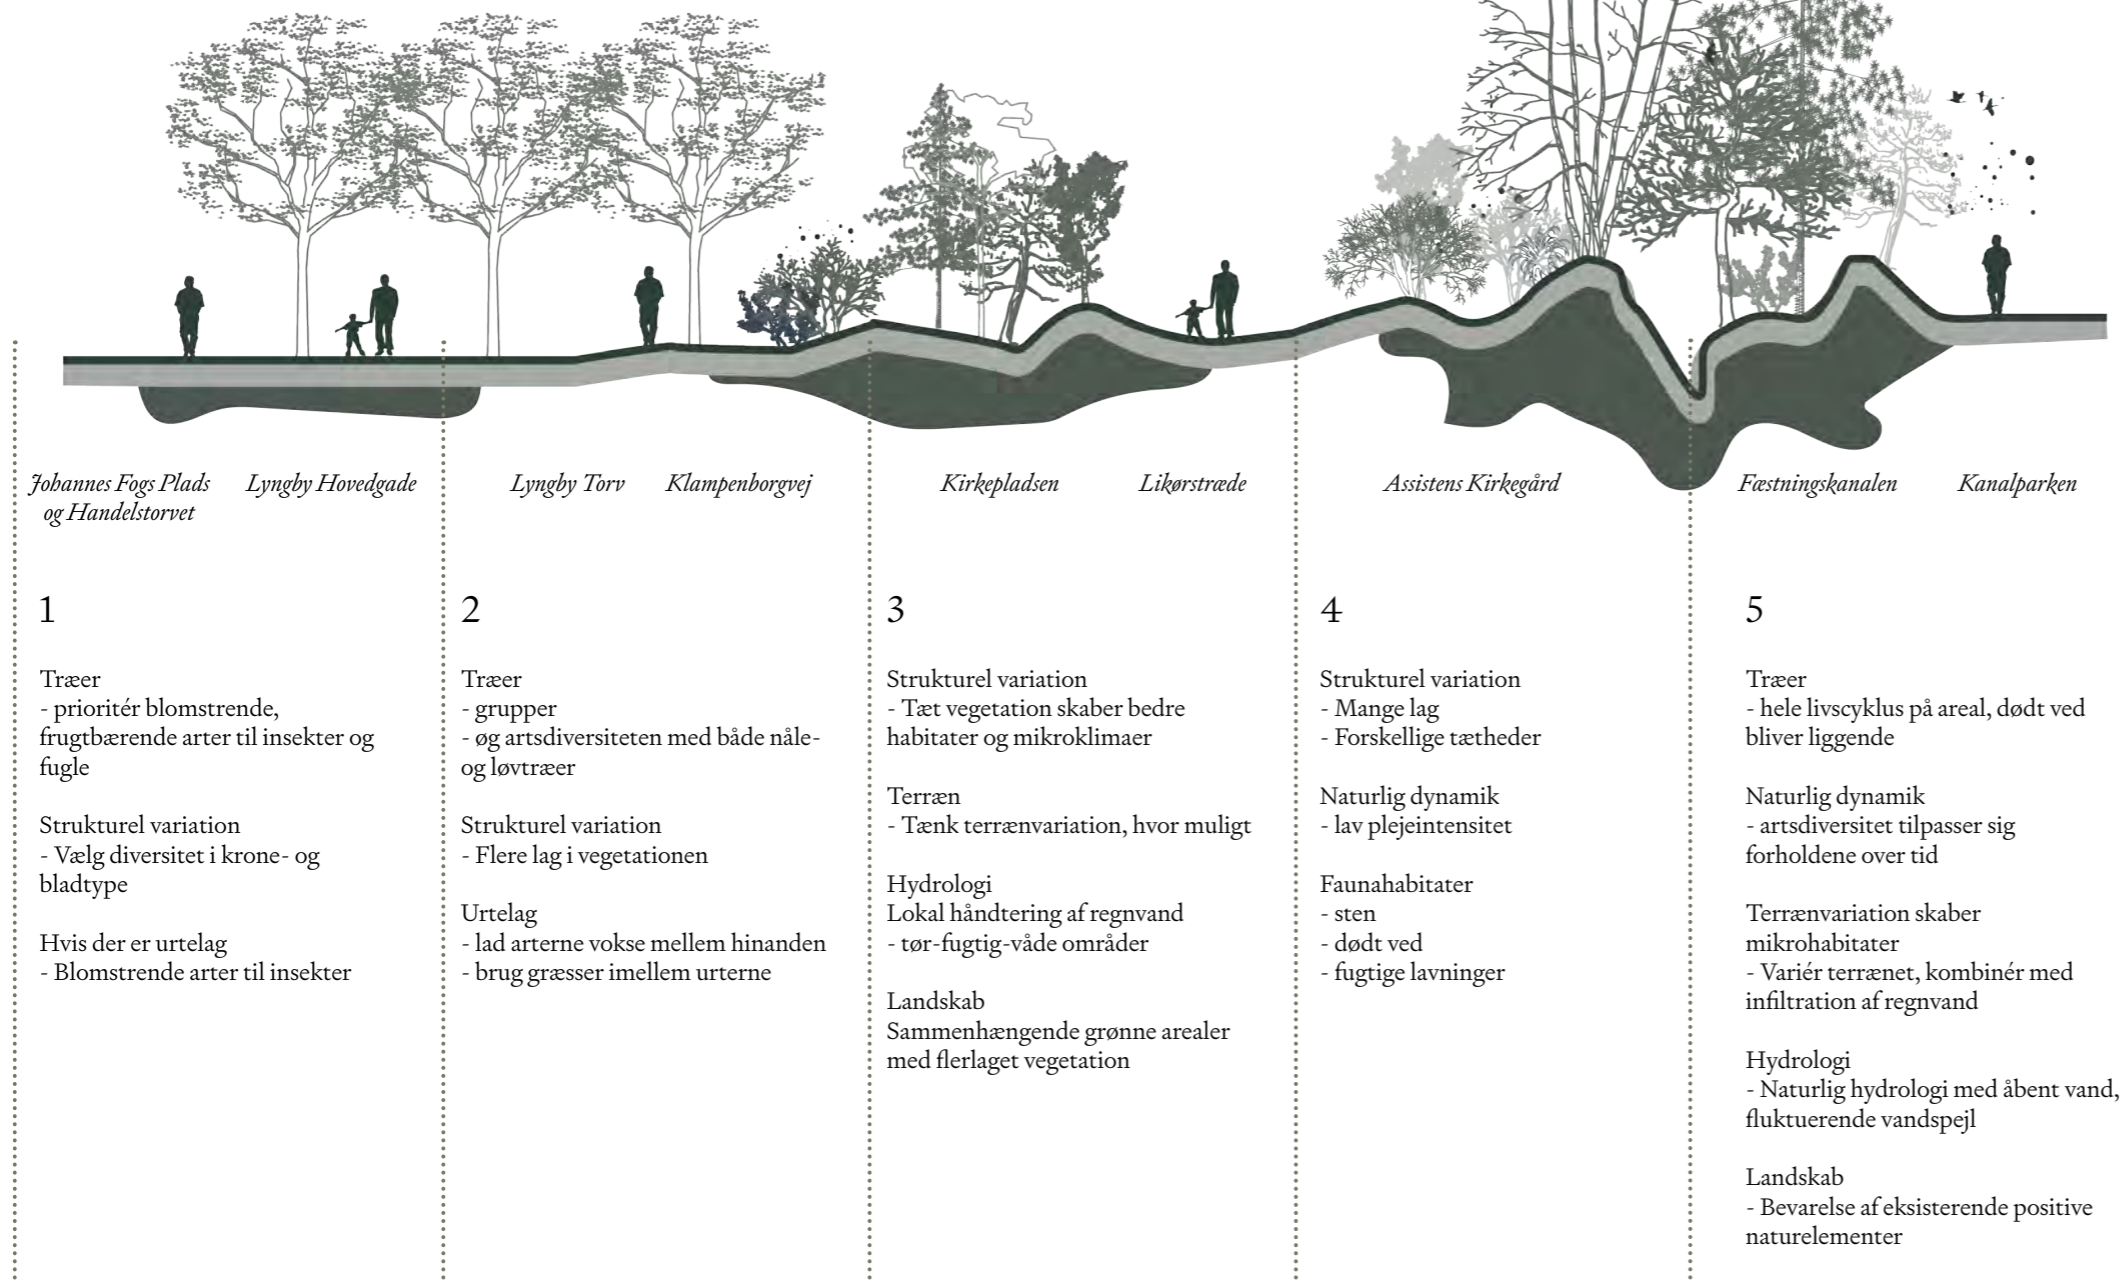 Johannes Fogs Plads
og Handelstorvet
Lyngby Hovedgade
Lyngby Torv
Klampenborgvej
Kirkepladsen
Likørstræde
Assistens Kirkegård
Fæstningskanalen
Kanalparken
1
Træer
- prioritér blomstrende,
frugtbærende arter til insekter og
fugle
Strukturel variation
- Vælg diversitet i krone- og
bladtype
Hvis der er urtelag
- Blomstrende arter til insekter
2
Træer
- grupper
- øg artsdiversiteten med både nåle-
og løvtræer
Strukturel variation
- Flere lag i vegetationen
Urtelag
- lad arterne vokse mellem hinanden
- brug græsser imellem urterne
3
Strukturel variation
- Tæt vegetation skaber bedre
habitater og mikroklimaer
Terræn
- Tænk terrænvariation, hvor muligt
Hydrologi
Lokal håndtering af regnvand
- tør-fugtig-våde områder
Landskab
Sammenhængende grønne arealer
med flerlaget vegetation
4
Strukturel variation
- Mange lag
- Forskellige tætheder
Naturlig dynamik
- lav plejeintensitet
Faunahabitater
- sten
- dødt ved
- fugtige lavninger
5
Træer
- hele livscyklus på areal, dødt ved
bliver liggende
Naturlig dynamik
- artsdiversitet tilpasser sig
forholdene over tid
Terrænvariation skaber
mikrohabitater
- Variér terrænet, kombinér med
infiltration af regnvand
Hydrologi
- Naturlig hydrologi med åbent vand,
fluktuerende vandspejl
Landskab
- Bevarelse af eksisterende positive
naturelementer